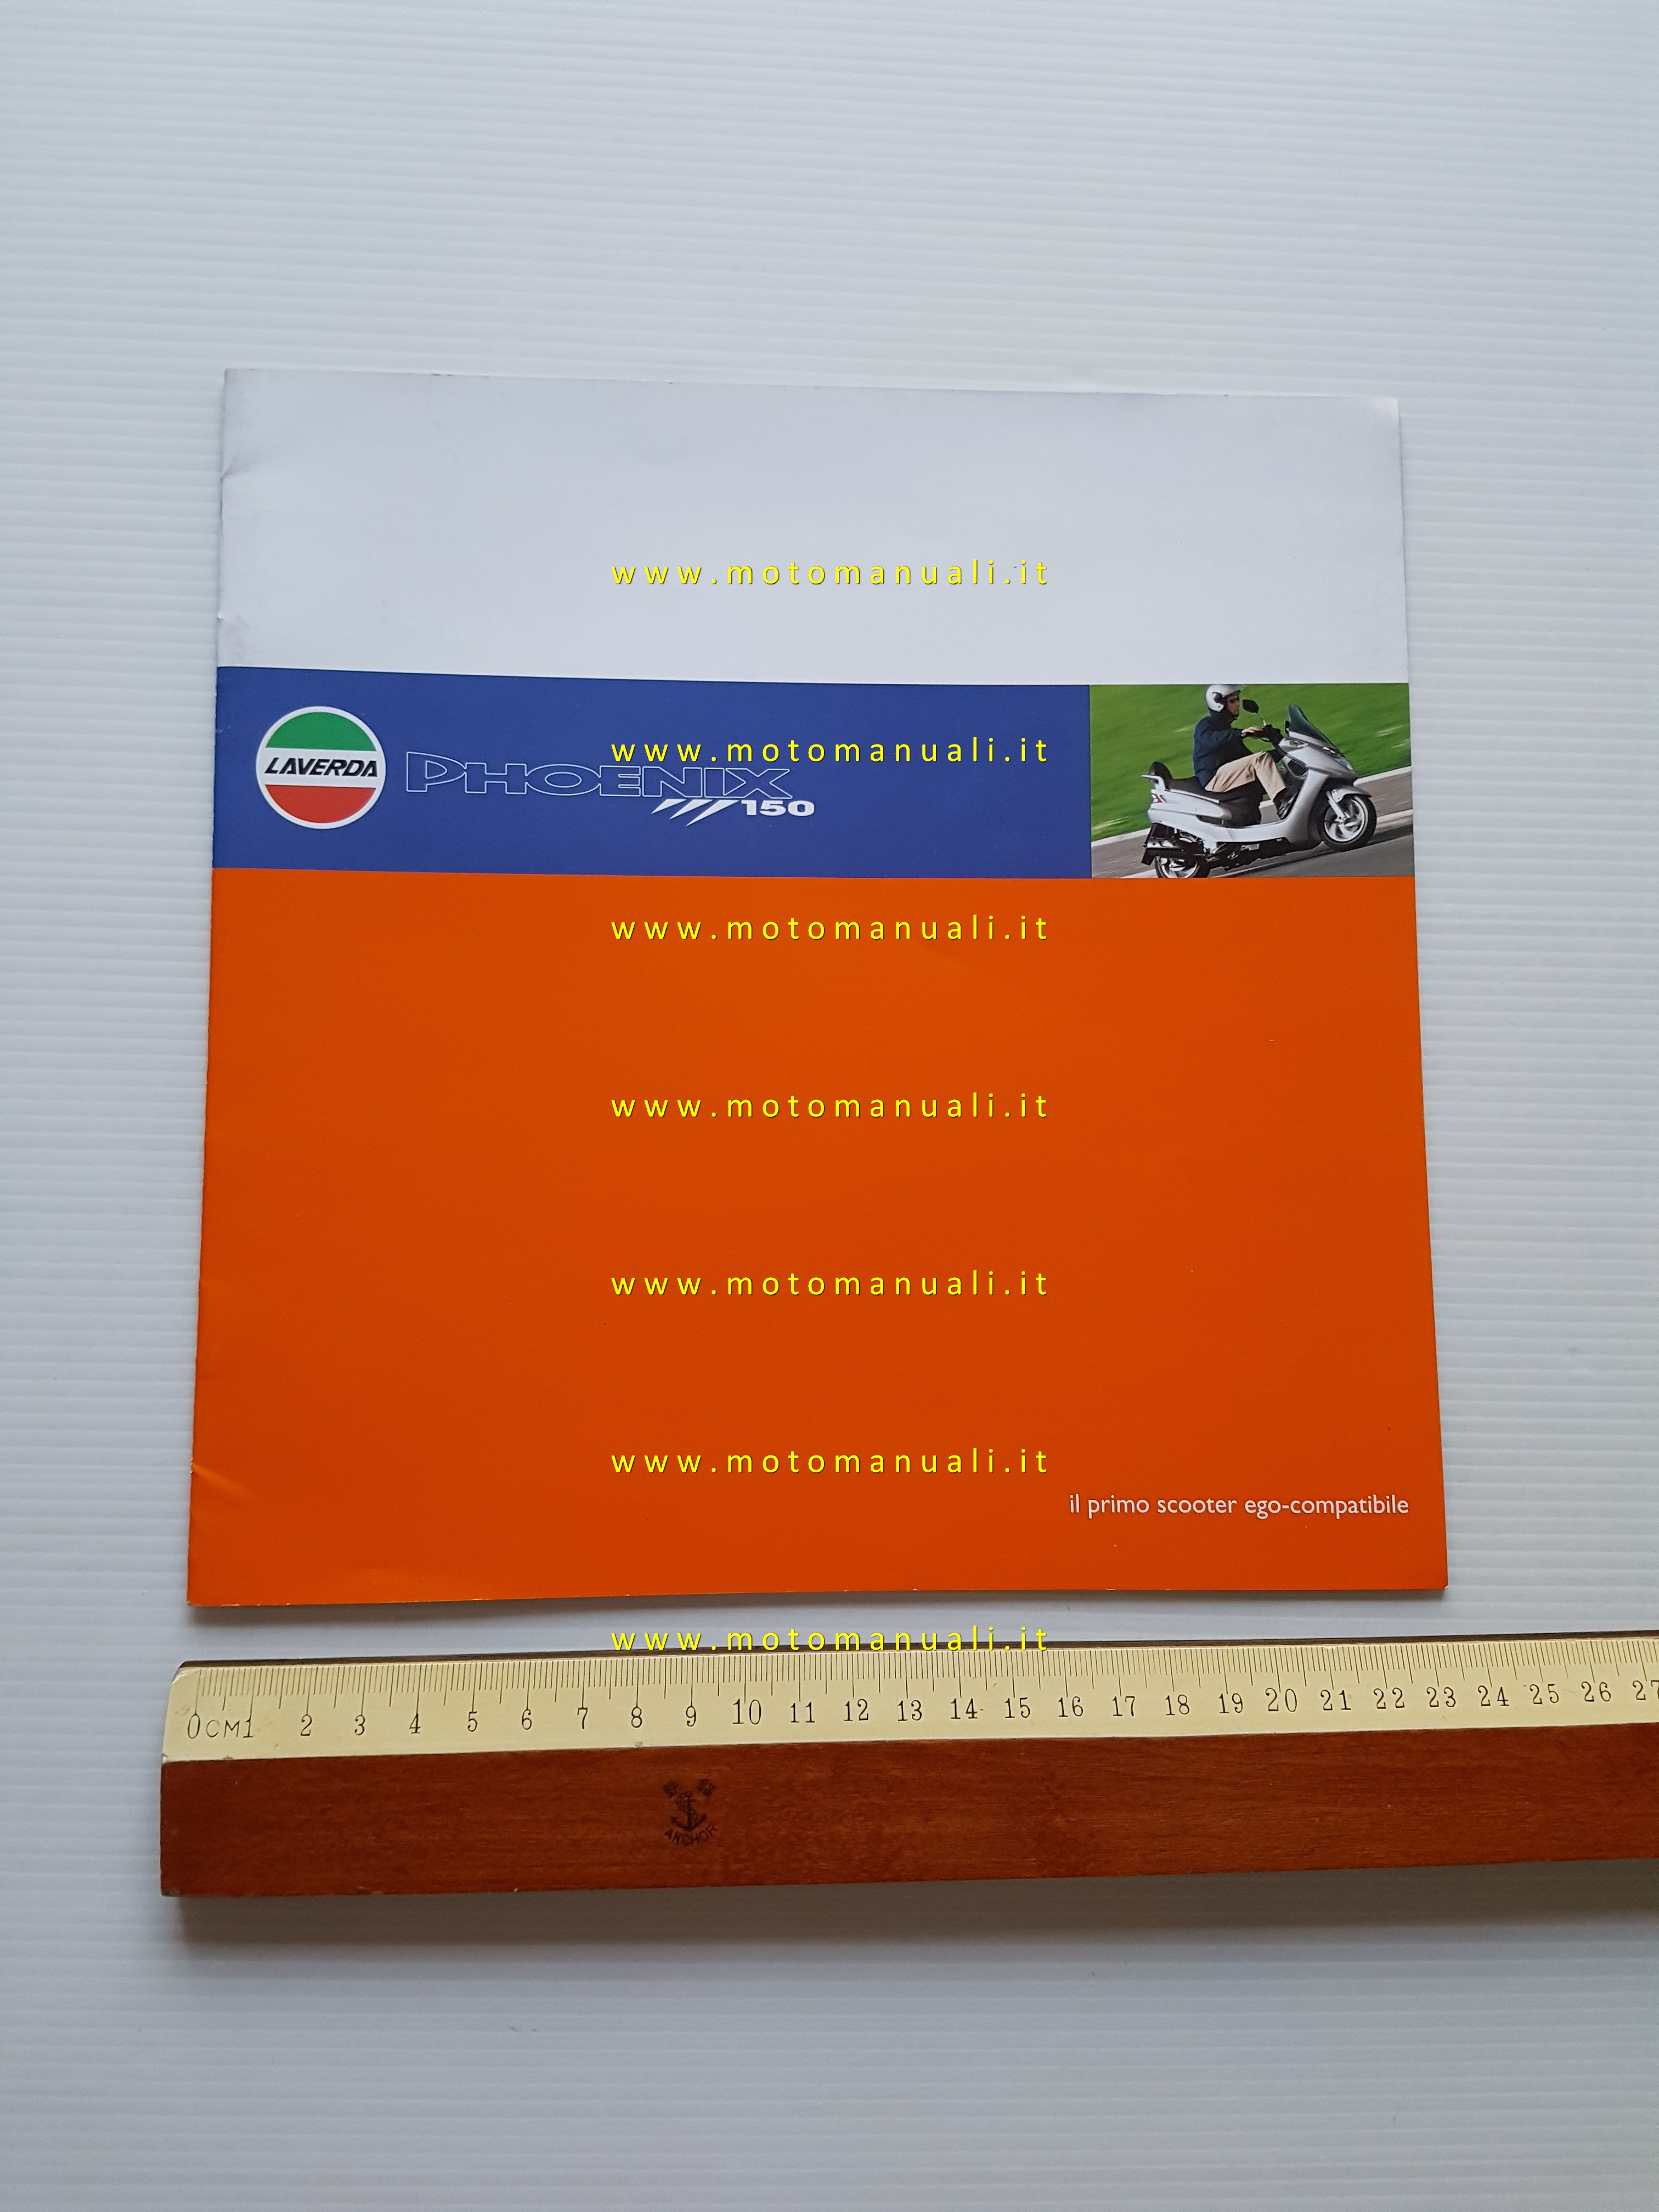 www.motomanuali.it
www.motomanuali.it
LAVERDA
PHOENIX
150
www.motomanuali.it
www.motomanuali.it
www.motomanuali.it
www.motomanuali.it
il primo scooter ego-compatibile
www.motomanuali.it
0CM1 2 3 4 5 6 7 8 9 10 11 12 13 14 15 16 17 18 19 20 21 22 23 24 25 26 27
ANCHOR